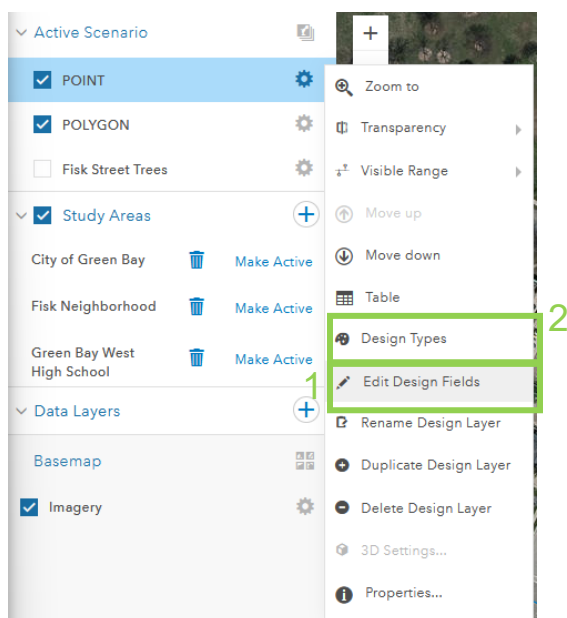 Active Scenario
POINT
POLYGON
Fisk Street Trees
Study Areas
City of Green Bay
Make Active
Fisk Neighborhood
Make Active
Green Bay West
High School
Make Active
Data Layers
Basemap
Imagery
Zoom to
Transparency
Visible Range
Move up
Move down
Table
2
Design Types
1
Edit Design Fields
Rename Design Layer
Duplicate Design Layer
Delete Design Layer
3D Settings...
Properties...